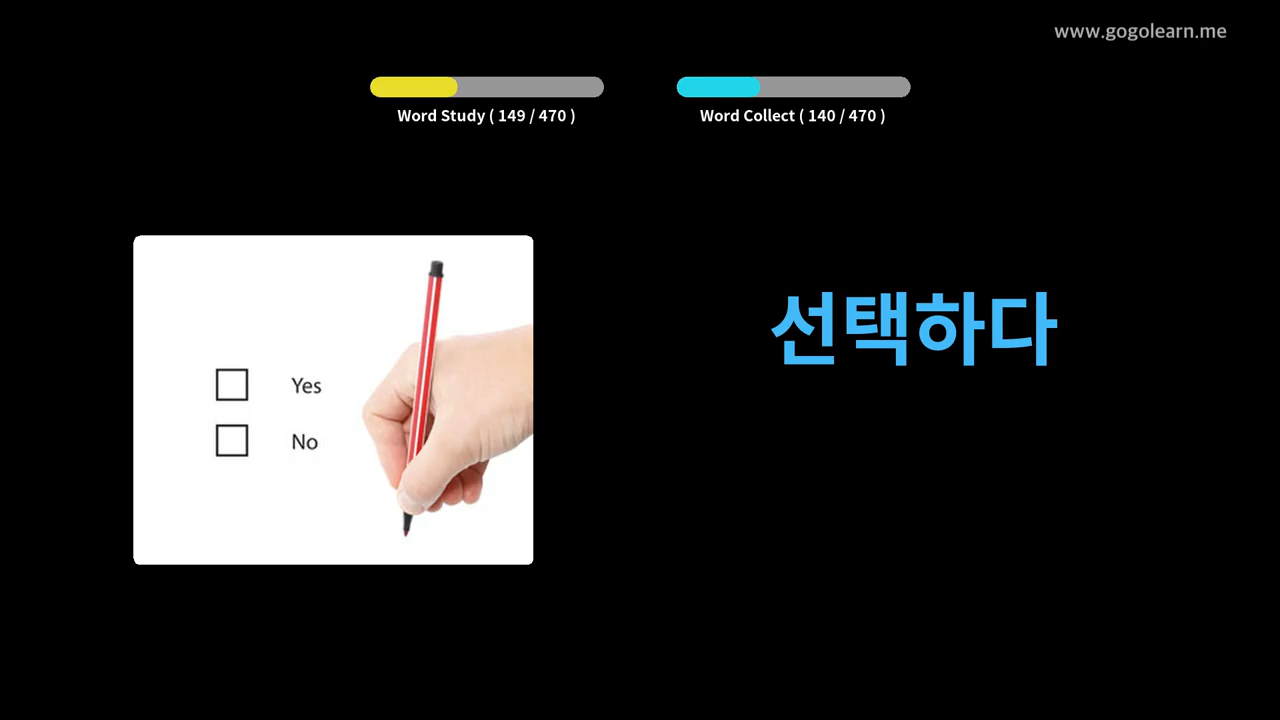 www.gogolearn.me
Word Study ( 149 / 470 )
Word Collect ( 140 / 470 )
선택하다
Yes
No